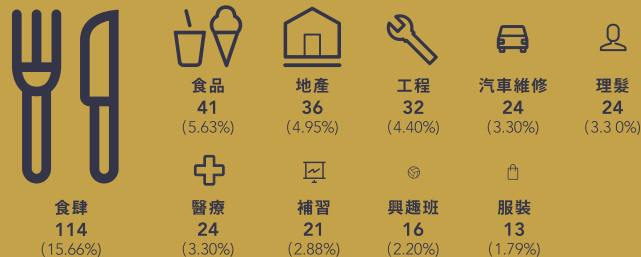 食品
41
(5.63%)
地產
36
(4.95%)
工程
32
(4.40%)
汽車維修
24
(3.30%)
理髮
24
(3.3 0%)
食肆
114
(15.66%)
醫療
24
(3.30%)
補習
21
(2.88%)
興趣班
16
(2.20%)
服裝
13
(1.79%)